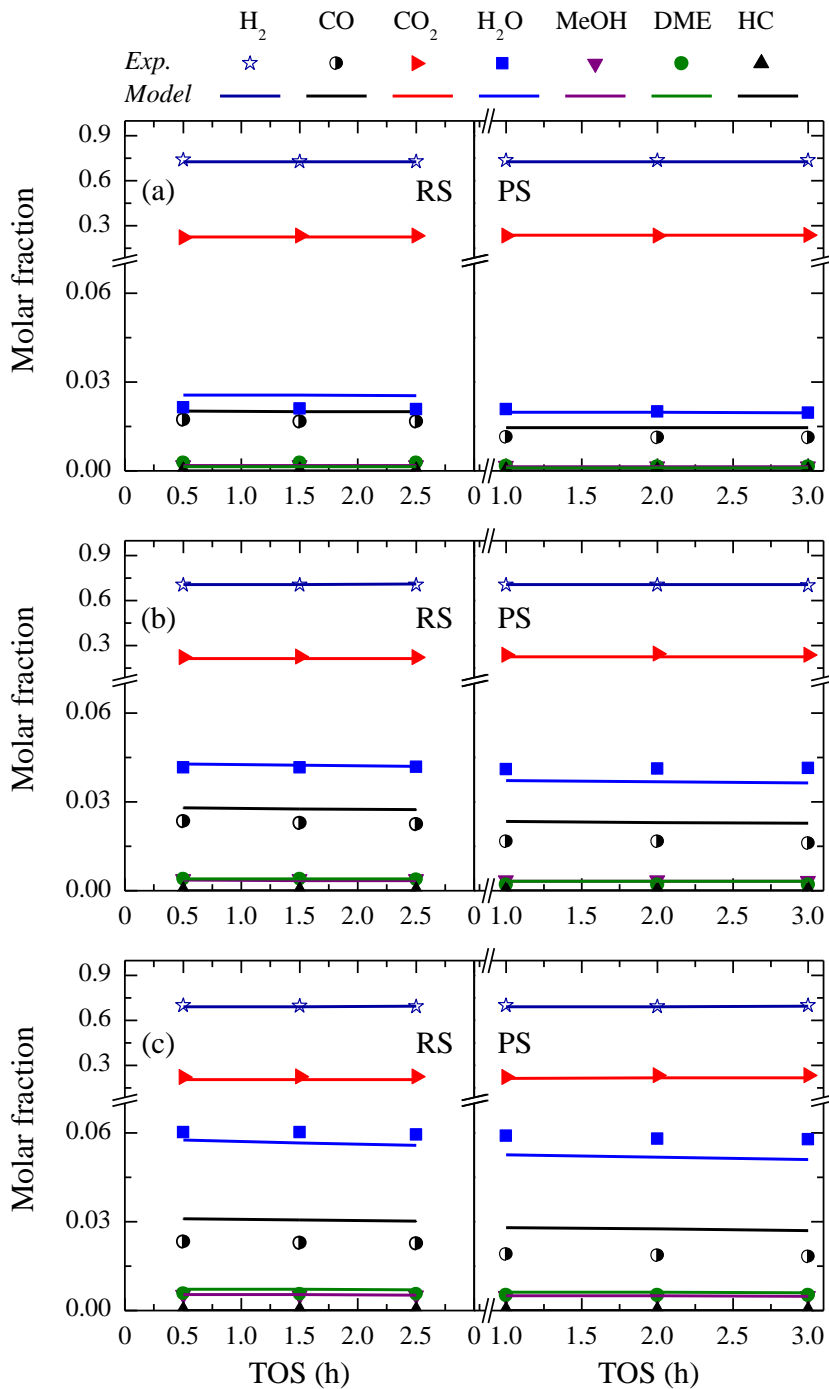 H₂ CO CO₂ H₂O MeOH DME HC
Exp.
Model
0.9
0.6
(a) RS PS
0.3
0.06
0.03
0.00
0 0.5 1.0 1.5 2.0 2.5 0 1.0 1.5 2.0 2.5 3.0
Molar fraction
0.9
0.6
(b) RS PS
0.3
0.06
0.03
0.00
0 0.5 1.0 1.5 2.0 2.5 0 1.0 1.5 2.0 2.5 3.0
Molar fraction
0.9
0.6
(c) RS PS
0.3
0.06
0.03
0.00
0 0.5 1.0 1.5 2.0 2.5 0 1.0 1.5 2.0 2.5 3.0
Molar fraction
TOS (h) TOS (h)